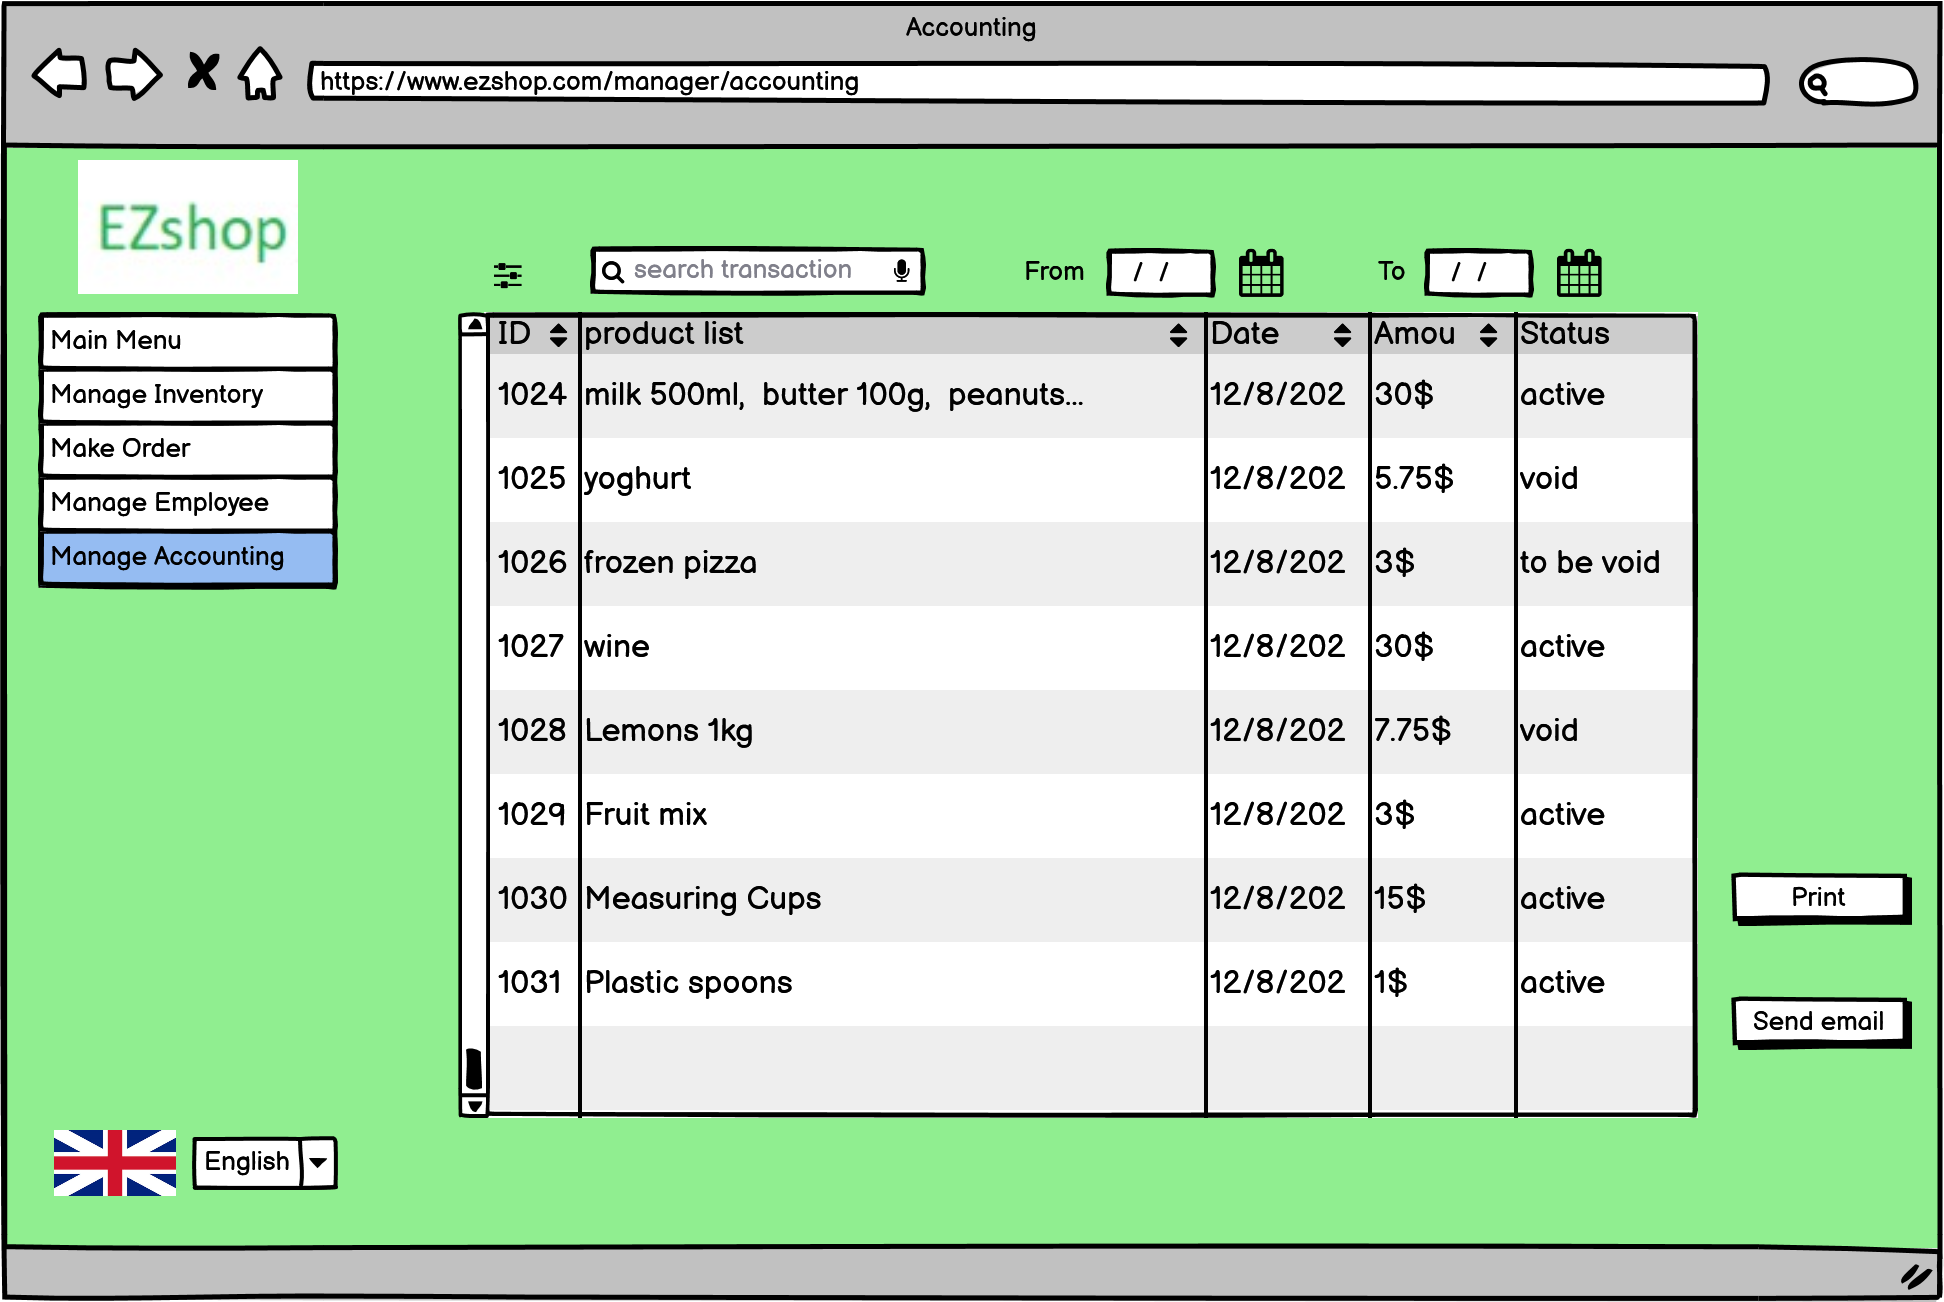 Accounting
https://www.ezshop.com/manager/accounting
EZshop
search transaction
From / / To / /
Main Menu
Manage Inventory
Make Order
Manage Employee
Manage Accounting
ID product list Date Amou Status
1024 milk 500ml, butter 100g, peanuts... 12/8/202 30$ active
1025 yoghurt 12/8/202 5.75$ void
1026 frozen pizza 12/8/202 3$ to be void
1027 wine 12/8/202 30$ active
1028 Lemons 1kg 12/8/202 7.75$ void
1029 Fruit mix 12/8/202 3$ active
1030 Measuring Cups 12/8/202 15$ active
1031 Plastic spoons 12/8/202 1$ active
Print
Send email
English